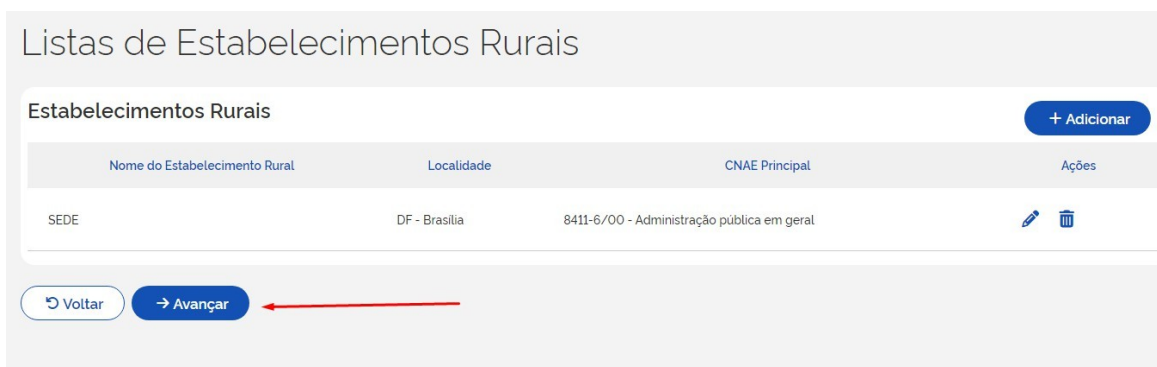 Listas de Estabelecimentos Rurais
Estabelecimentos Rurais
+ Adicionar
Nome do Estabelecimento Rural Localidade CNAE Principal Ações
SEDE DF - Brasília 8411-6/00 - Administração pública em geral
Voltar → Avançar